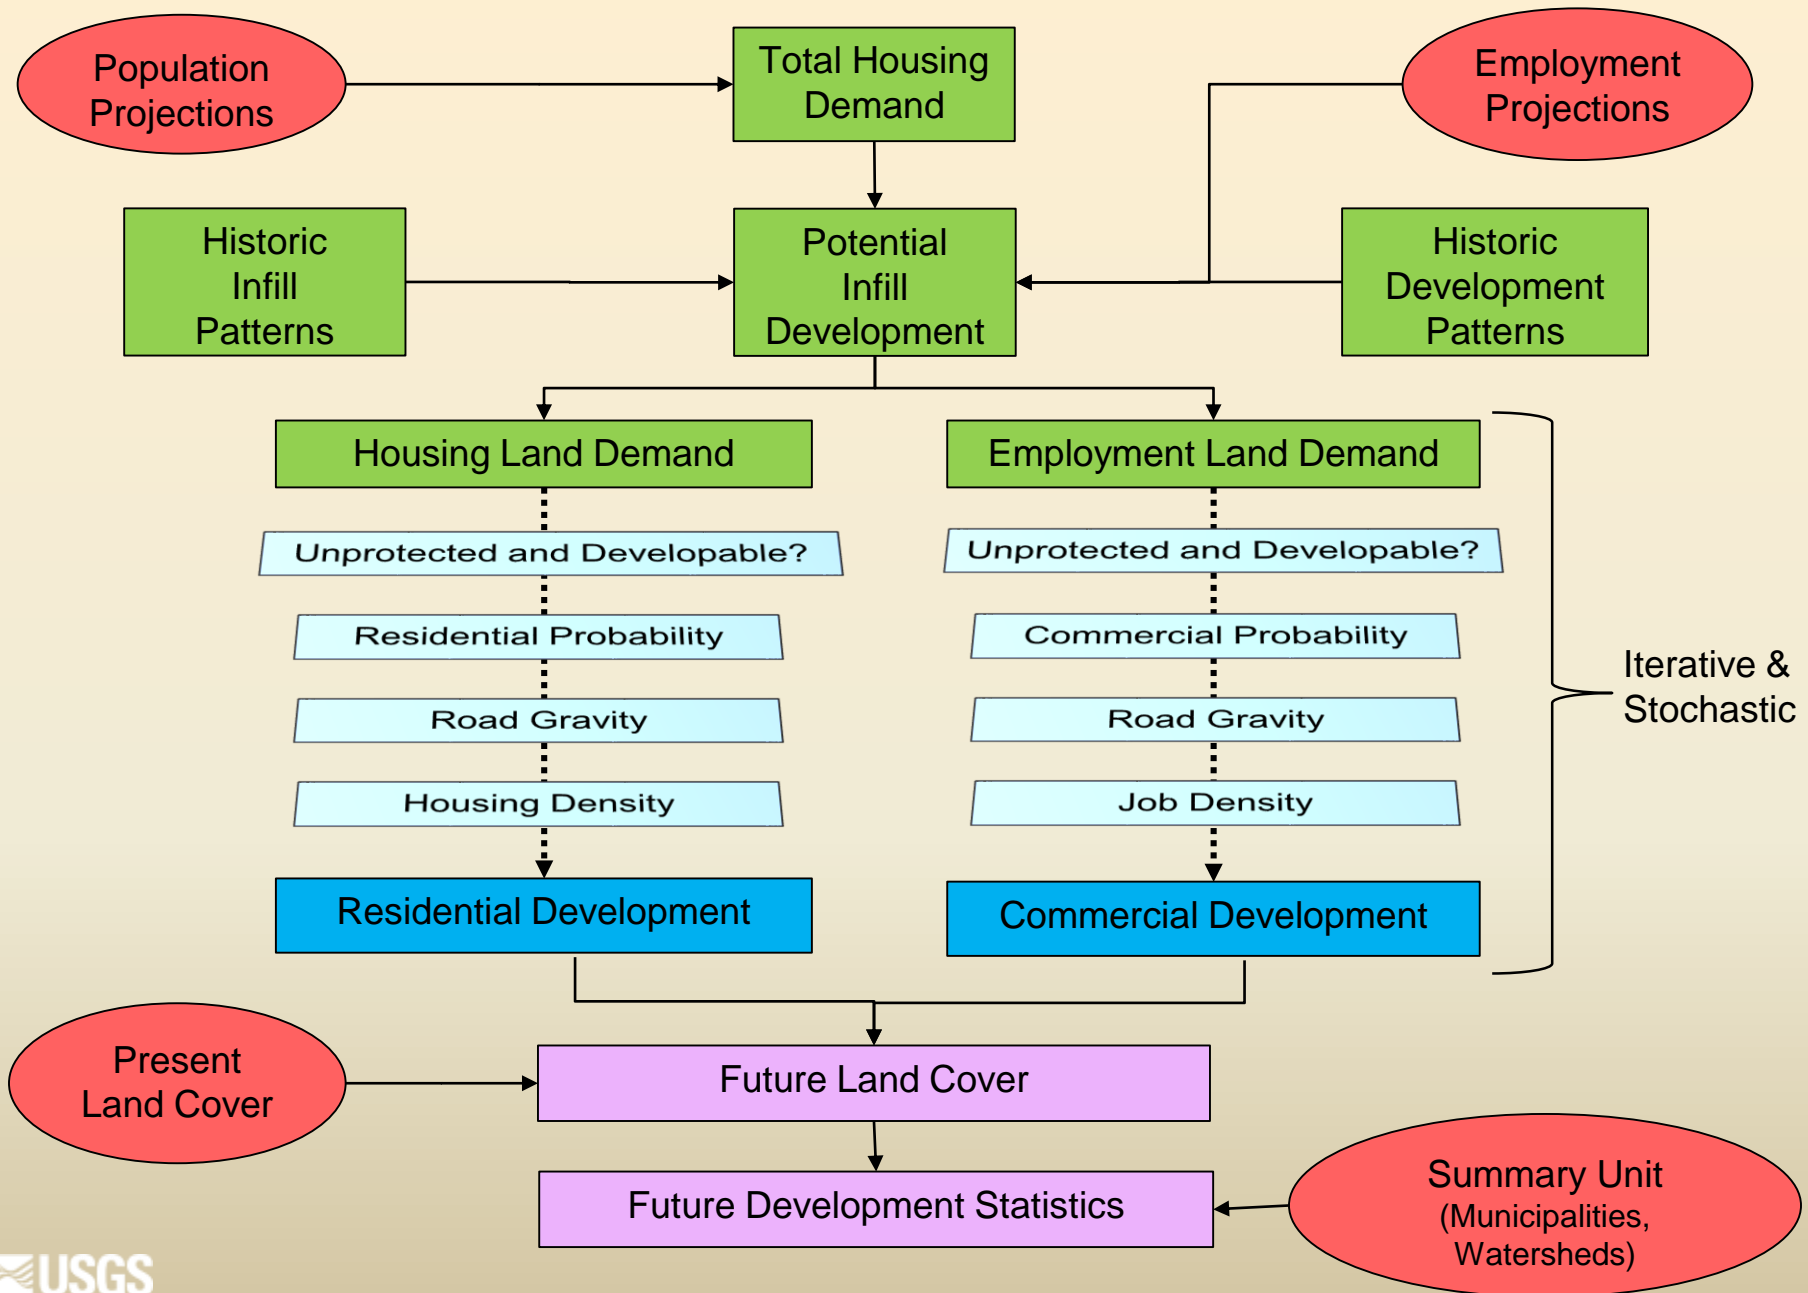 Population
Projections
Total Housing
Demand
Employment
Projections
Historic
Infill
Patterns
Potential
Infill
Development
Historic
Development
Patterns
Housing Land Demand
Employment Land Demand
Unprotected and Developable?
Unprotected and Developable?
Residential Probability
Commercial Probability
Iterative &
Stochastic
Road Gravity
Road Gravity
Housing Density
Job Density
Residential Development
Commercial Development
Present
Land Cover
Future Land Cover
Future Development Statistics
Summary Unit
(Municipalities,
Watersheds)
USGS